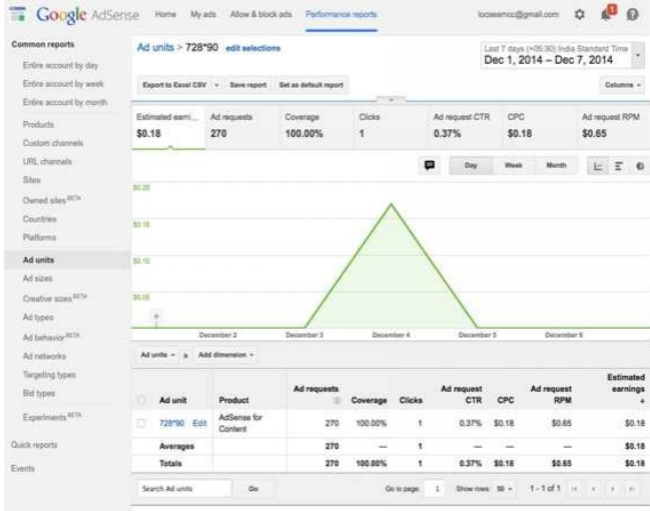 Google AdSense Home My ads Allow & block ads Performance reports loosearncc@gmail.com
Common reports
Entire account by day
Entire account by week
Entire account by month
Products
Custom channels
URL channels
Sites
Owned sites BETA
Countries
Platforms
Ad units
Ad sizes
Creative sizes BETA
Ad types
Ad behavior BETA
Ad networks
Targeting types
Bid types
Experiments BETA
Quick reports
Events
Ad units > 728*90 edit selections
Last 7 days (+05:30) India Standard Time
Dec 1, 2014 – Dec 7, 2014
Export to Excel CSV Save report Set as default report Columns
Estimated earni... Ad requests Coverage Clicks Ad request CTR CPC Ad request RPM
$0.18 270 100.00% 1 0.37% $0.18 $0.65
Day Week Month
$0.20
$0.15
$0.10
$0.05
December 2 December 3 December 4 December 5 December 6
Ad units » Add dimension
Ad unit Product Ad requests Coverage Clicks Ad request CTR CPC Ad request RPM Estimated earnings
728*90 Edit AdSense for Content 270 100.00% 1 0.37% $0.18 $0.65 $0.18
Averages 270 — 1 — — — $0.18
Totals 270 100.00% 1 0.37% $0.18 $0.65 $0.18
Search Ad units Go Go to page: 1 Show rows: 50 1 - 1 of 1